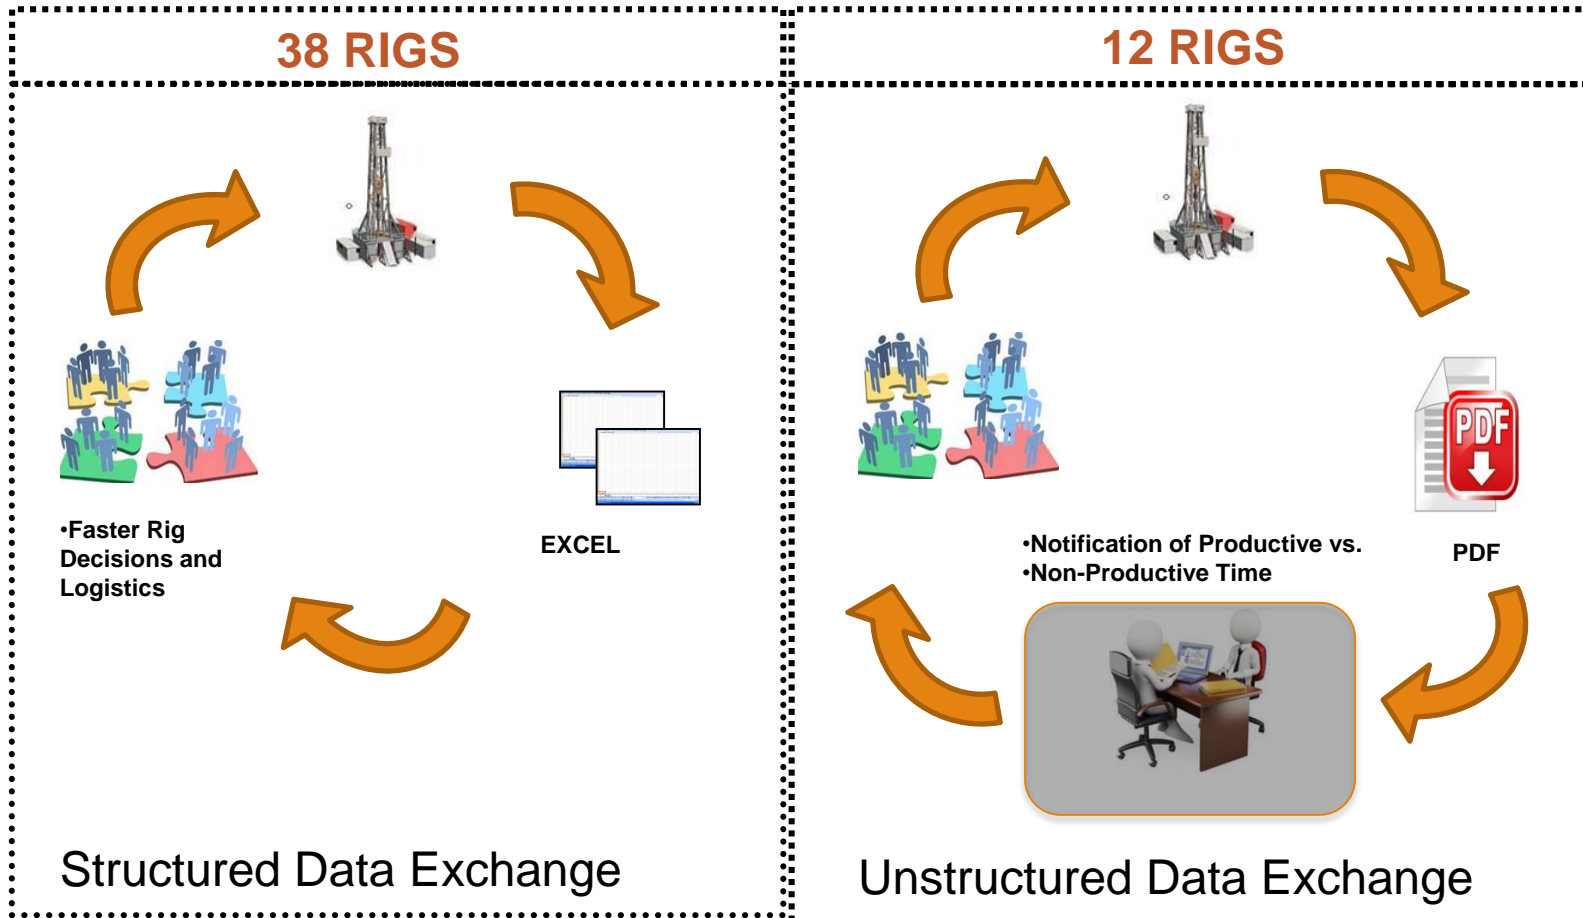 38 RIGS
12 RIGS
•Faster Rig
Decisions and
Logistics
EXCEL
Structured Data Exchange
PDF
•Notification of Productive vs.
•Non-Productive Time
PDF
Unstructured Data Exchange